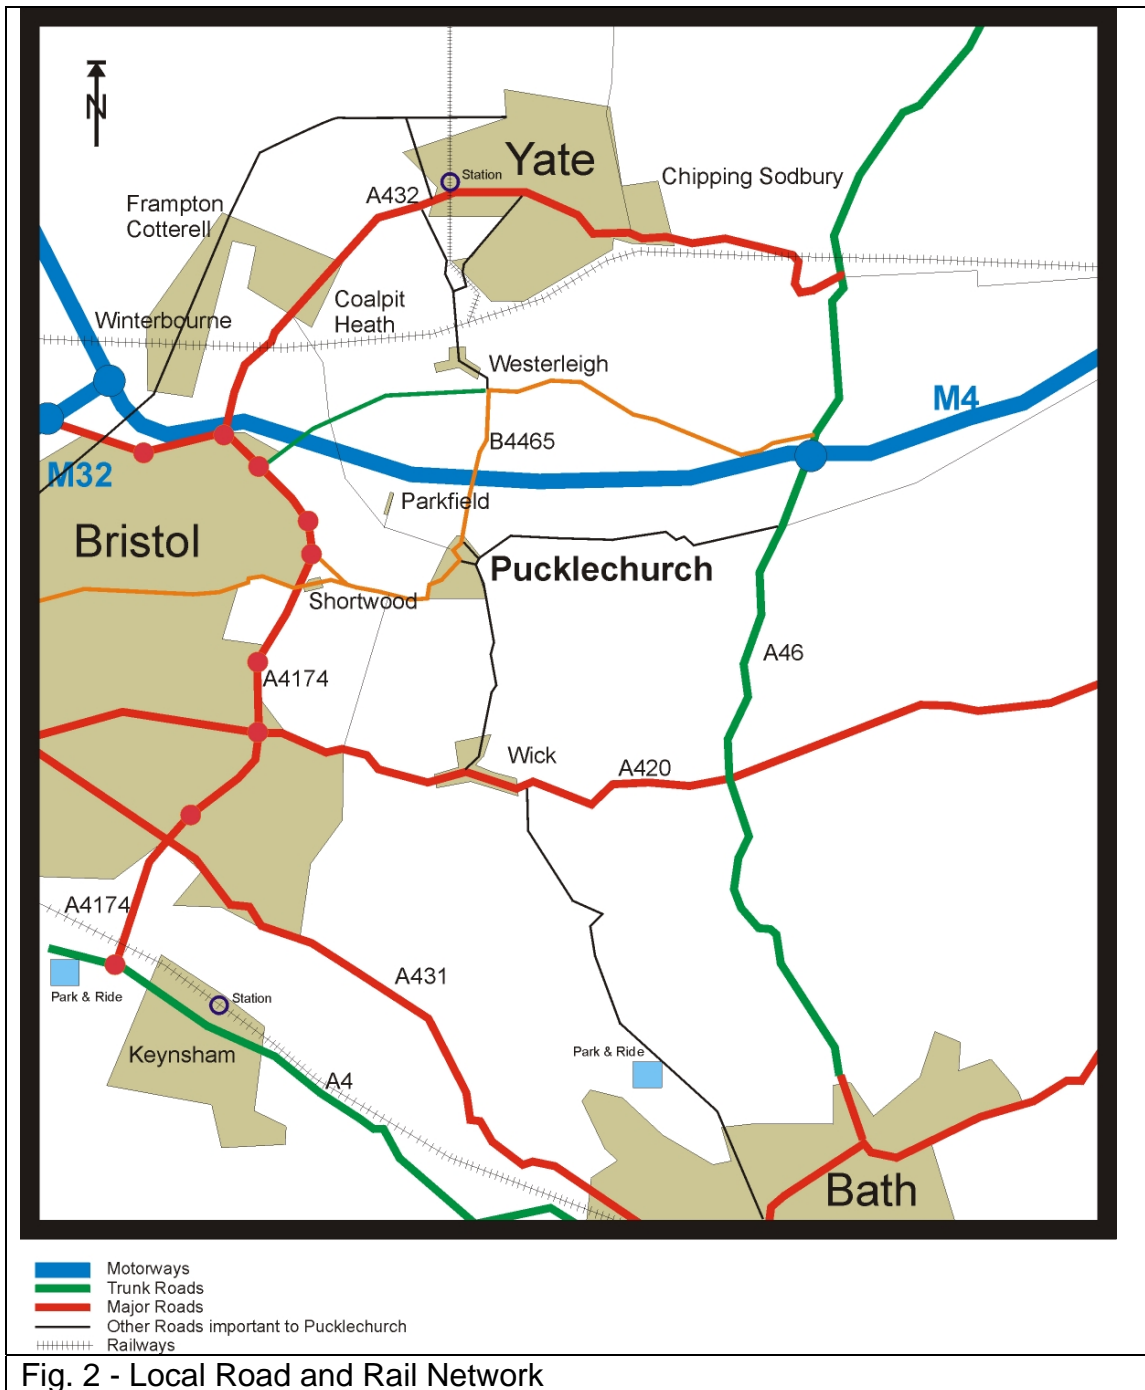 N
Yate
Station
Chipping Sodbury
A432
Frampton
Cotterell
Coalpit
Heath
Winterbourne
Westerleigh
M4
B4465
M32
Parkfield
Bristol
Pucklechurch
Shortwood
A46
A4174
Wick
A420
A4174
A431
Park & Ride
Station
Keynsham
Park & Ride
A4
Bath
Motorways
Trunk Roads
Major Roads
Other Roads important to Pucklechurch
Railways
Fig. 2 - Local Road and Rail Network